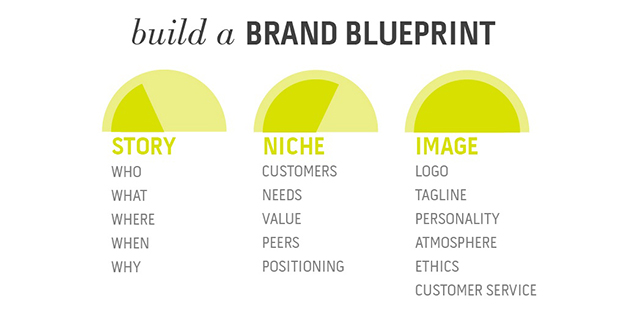 build a BRAND BLUEPRINT
STORY
WHO
WHAT
WHERE
WHEN
WHY
NICHE
CUSTOMERS
NEEDS
VALUE
PEERS
POSITIONING
IMAGE
LOGO
TAGLINE
PERSONALITY
ATMOSPHERE
ETHICS
CUSTOMER SERVICE